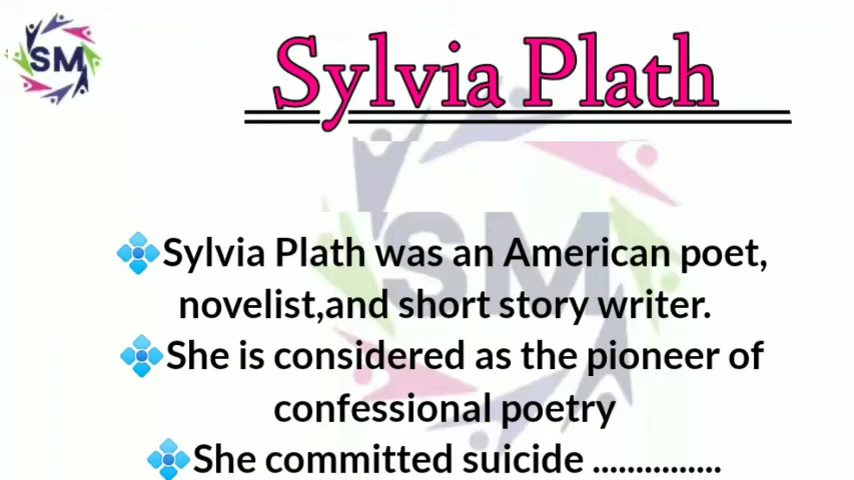 SM
Sylvia Plath
SM
Sylvia Plath was an American poet,
novelist,and short story writer.
She is considered as the pioneer of
confessional poetry
She committed suicide ...............